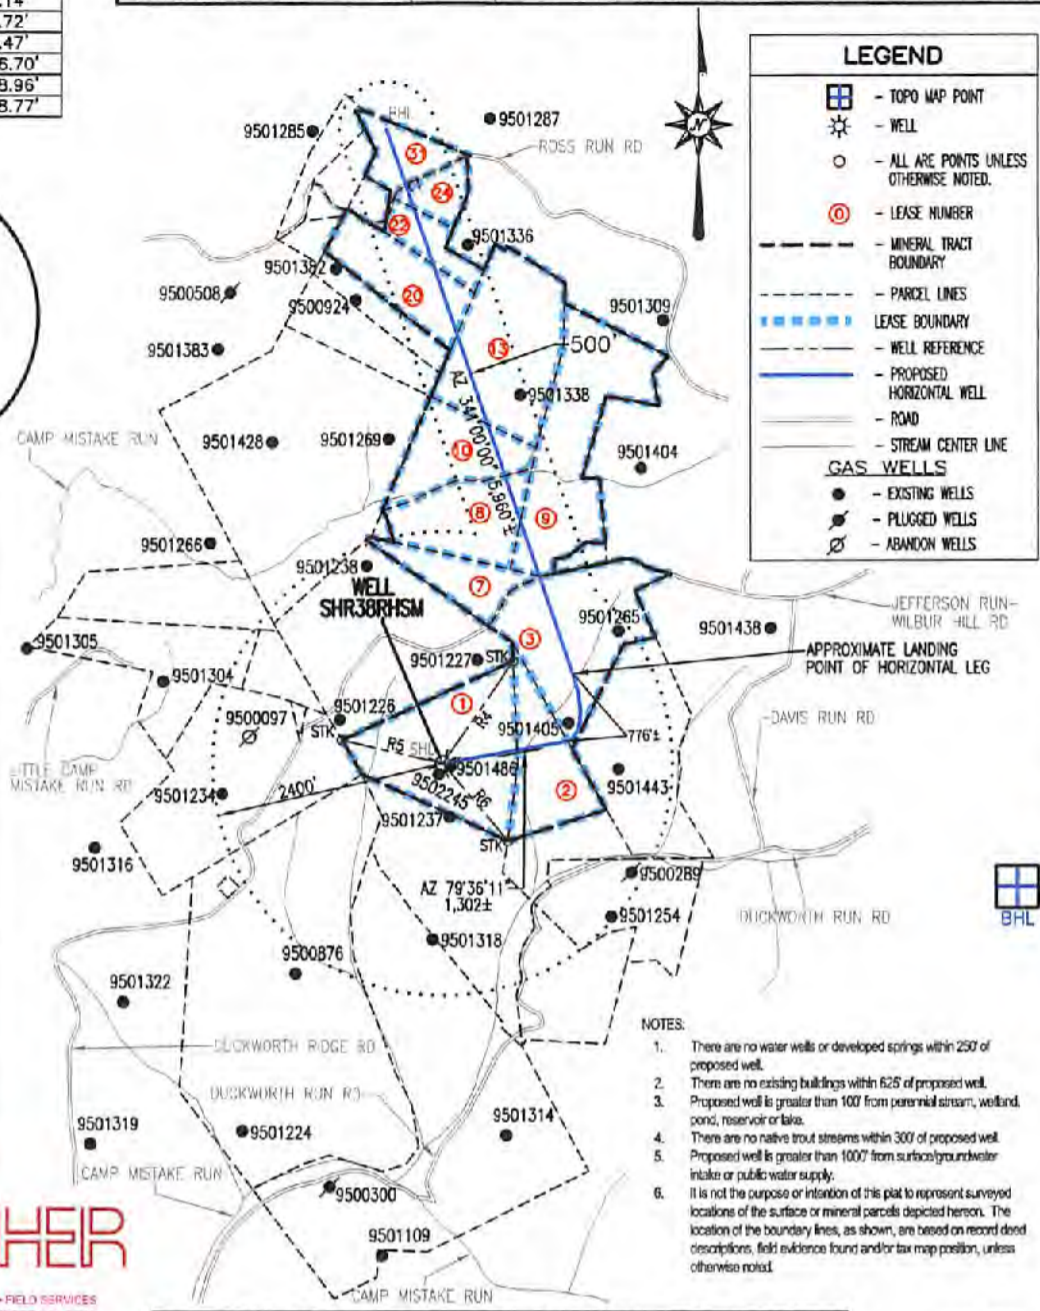 .72'
.47'
6.70'
8.96'
8.77'
LEGEND
- TOPO MAP POINT
- WELL
- ALL ARE POINTS UNLESS
OTHERWISE NOTED.
0 - LEASE NUMBER
- MINERAL TRACT
BOUNDARY
- PARCEL LINES
LEASE BOUNDARY
- WELL REFERENCE
- PROPOSED
HORIZONTAL WELL
- ROAD
- STREAM CENTER LINE
GAS WELLS
- EXISTING WELLS
- PLUGGED WELLS
- ABANDON WELLS
N
BHL
9501285
9501287
ROSS RUN RD
31
24
22
9501336
9501382
20
9500508
9500924
9501309
13
500'
9501383
9501338
AZ 341°00'00" 5,960'±
CAMP MISTAKE RUN
9501428
9501269
10
9501404
8
9
9501266
9501238
WELL
SHR38RHSM
7
JEFFERSON RUN-
WILBUR HILL RD
9501265
9501438
3
9501305
9501227
STK
APPROXIMATE LANDING
POINT OF HORIZONTAL LEG
9501304
1
9501226
R4
9500097
STK
9501405
DAVIS RUN RD
776'±
R5
SHL
9501486
LITTLE CAMP
MISTAKE RUN RD
9502245
R6
2
9501443
9501234
2400'
9501237
STK
9501316
9500289
AZ 79°36'11"
1,302±
BHL
9501254
DUCKWORTH RUN RD
9501318
9500876
9501322
DUCKWORTH RIDGE RD
DUCKWORTH RUN RD
9501319
9501224
9501314
CAMP MISTAKE RUN
9500300
9501109
CAMP MISTAKE RUN
NOTES:
1. There are no water wells or developed springs within 250' of
proposed well.
2. There are no existing buildings within 625' of proposed well.
3. Proposed well is greater than 100' from perennial stream, wetland,
pond, reservoir or lake.
4. There are no native trout streams within 300' of proposed well.
5. Proposed well is greater than 1000' from surface/groundwater
intake or public water supply.
6. It is not the purpose or intention of this plat to represent surveyed
locations of the surface or mineral parcels depicted hereon. The
location of the boundary lines, as shown, are based on record deed
descriptions, field evidence found and/or tax map position, unless
otherwise noted.
HER
HER
FIELD SERVICES